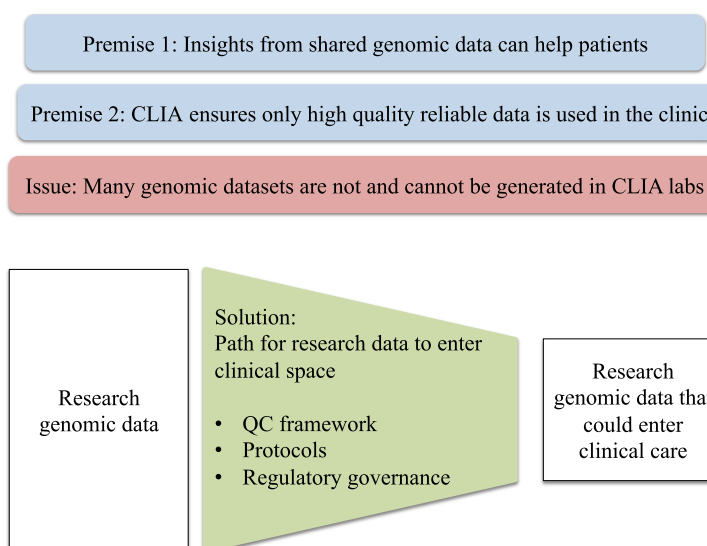 Premise 1: Insights from shared genomic data can help patients
Premise 2: CLIA ensures only high quality reliable data is used in the clinic
Issue: Many genomic datasets are not and cannot be generated in CLIA labs
Solution:
Path for research data to enter
clinical space
• QC framework
• Protocols
• Regulatory governance
Research
genomic data
Research
genomic data tha
could enter
clinical care